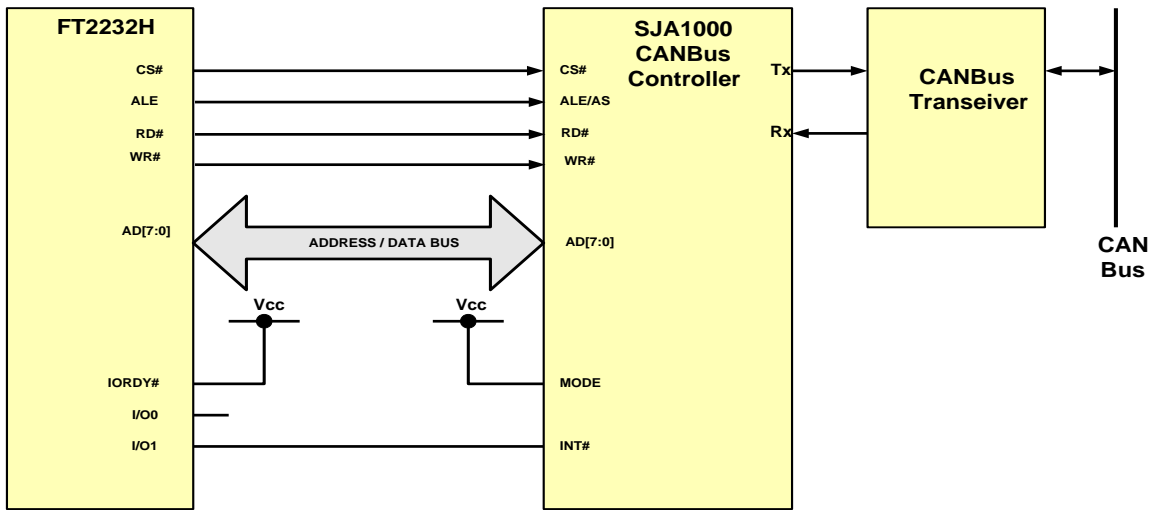 FT2232H
CS#
ALE
RD#
WR#
AD[7:0]
IORDY#
I/O0
I/O1
ADDRESS / DATA BUS
Vcc
Vcc
SJA1000
CANBus
Controller
CS#
ALE/AS
RD#
WR#
AD[7:0]
MODE
INT#
Tx
Rx
CANBus
Transeiver
CAN
Bus